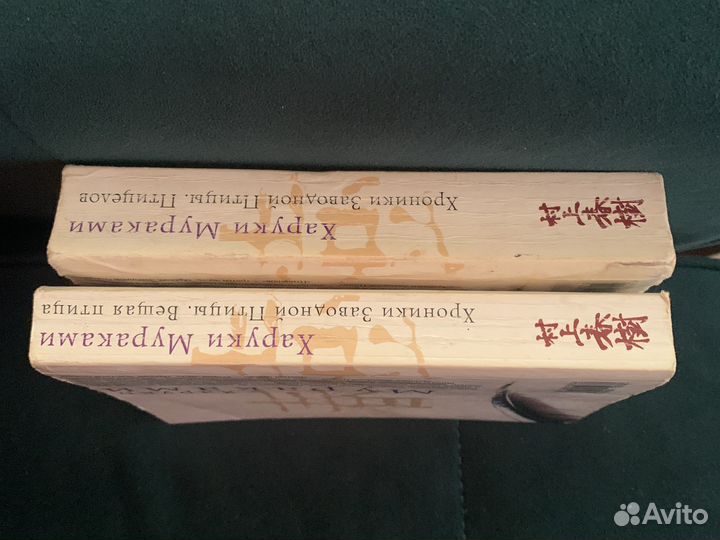 Харуки Мураками
Хроники Заводной Птицы. Птицелов
村上春樹
Харуки Мураками
Хроники Заводной Птицы. Вещая птица
村上春樹
Avito